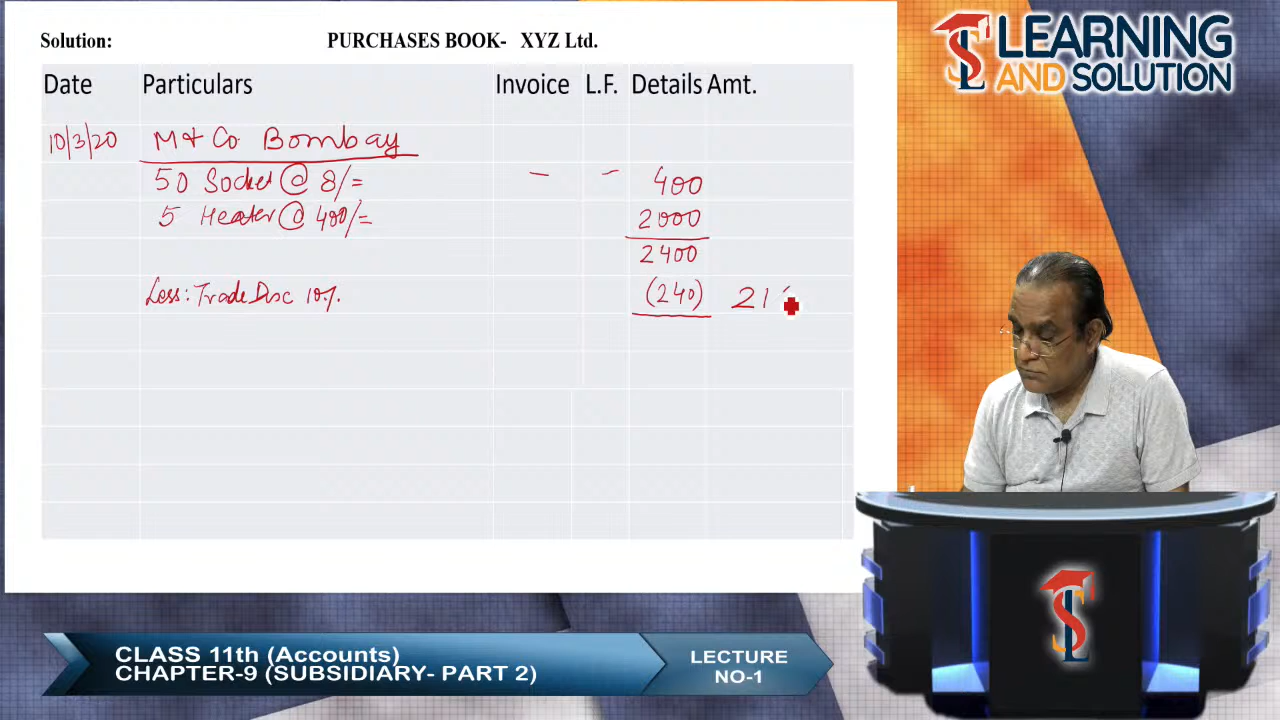 Solution:
PURCHASES BOOK- XYZ Ltd.
Date Particulars Invoice L.F. Details Amt.
10/3/20 M & Co Bombay
50 Socket @ 8/= - - 400
5 Heater @ 400/= 2000
2400
Less: Trade Disc 10% (240) 21
LEARNING
AND SOLUTION
CLASS 11th (Accounts)
CHAPTER-9 (SUBSIDIARY- PART 2)
LECTURE
NO-1